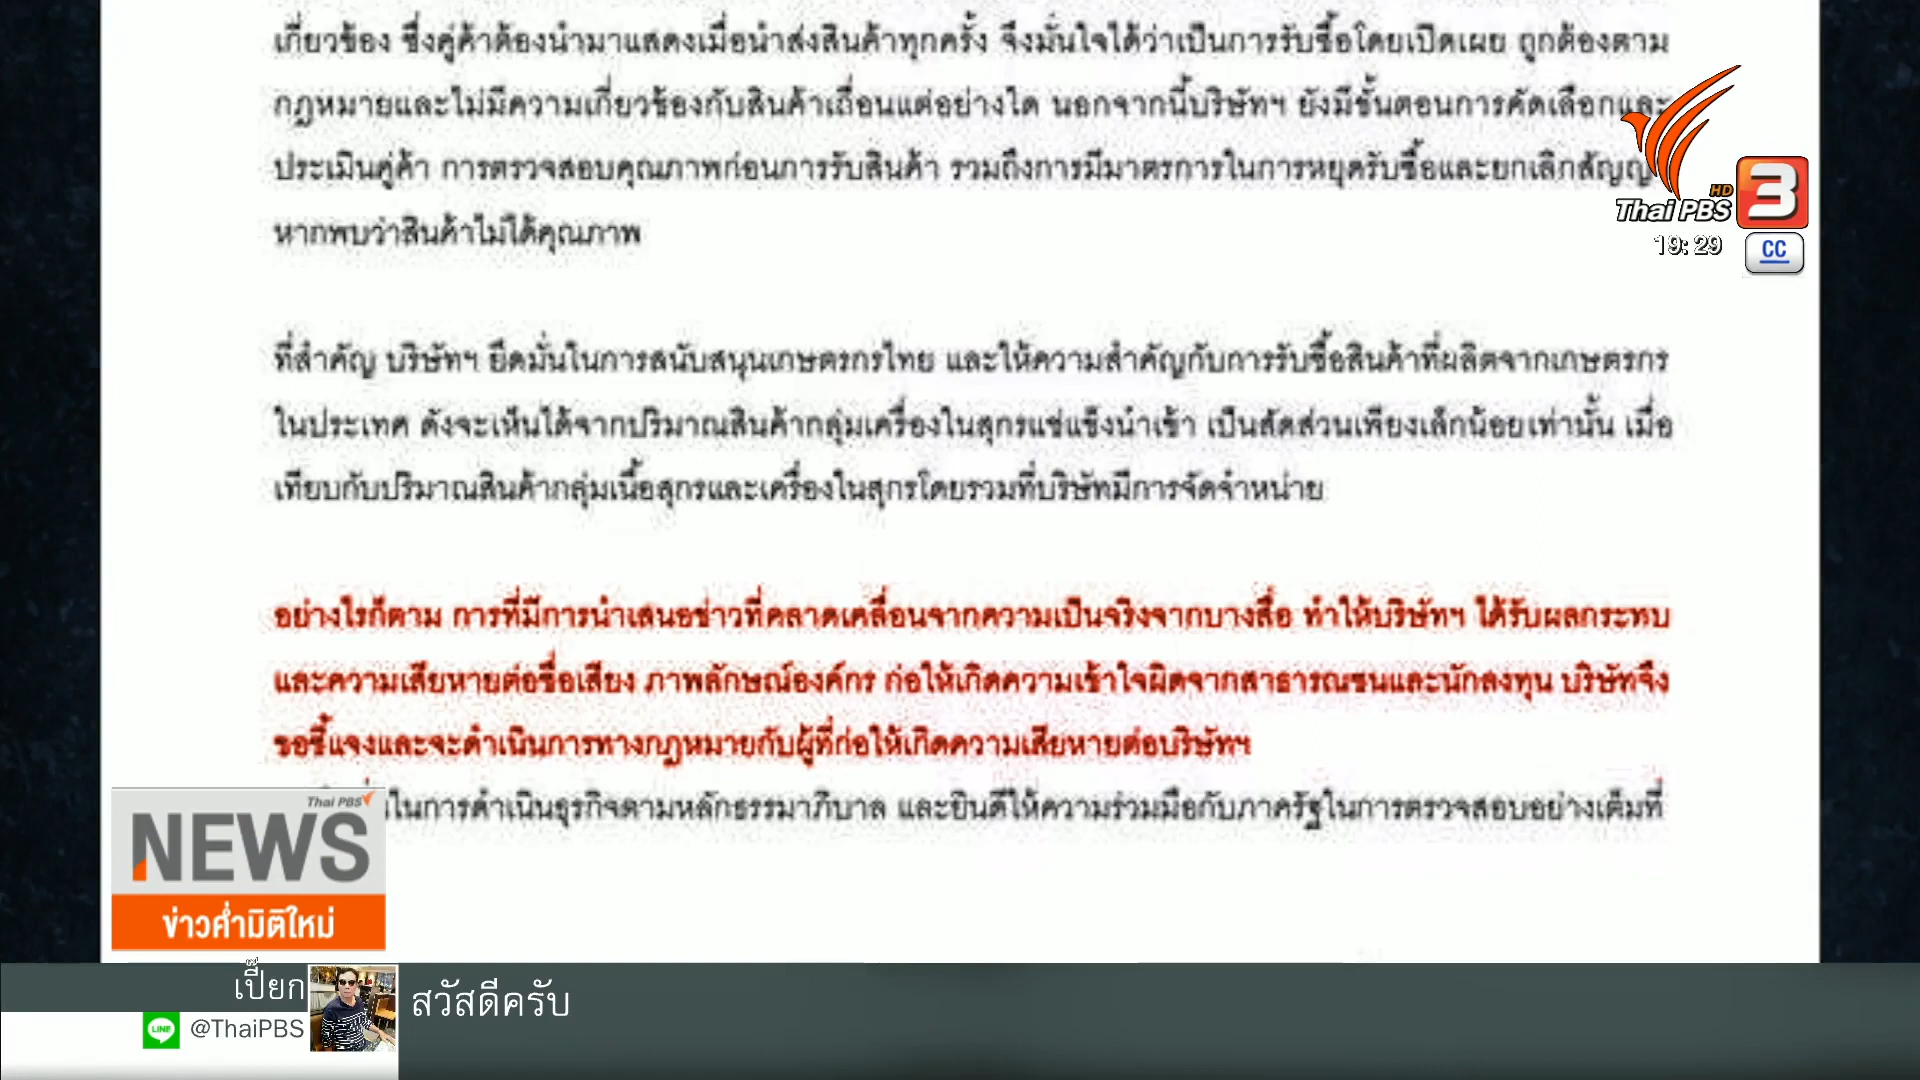 เกี่ยวข้อง ซึ่งคู่ค้าต้องนำมาแสดงเมื่อนำส่งสินค้าทุกครั้ง จึงมั่นใจได้ว่าเป็นการรับซื้อโดยเปิดเผย ถูกต้องตาม
กฎหมายและไม่มีความเกี่ยวข้องกับสินค้าเถื่อนแต่อย่างใด นอกจากนี้บริษัทฯ ยังมีขั้นตอนการคัดเลือกและ
ประเมินคู่ค้า การตรวจสอบคุณภาพก่อนการรับสินค้า รวมถึงการมีมาตรการในการหยุดรับซื้อและยกเลิกสัญญา
หากพบว่าสินค้าไม่ได้คุณภาพ
HD
Thai PBS 3
19:29
CC
ที่สำคัญ บริษัทฯ ยึดมั่นในการสนับสนุนเกษตรกรไทย และให้ความสำคัญกับการรับซื้อสินค้าที่ผลิตจากเกษตรกร
ในประเทศ ดังจะเห็นได้จากปริมาณสินค้ากลุ่มเครื่องในสุกรแช่แข็งนำเข้า เป็นสัดส่วนเพียงเล็กน้อยเท่านั้น เมื่อ
เทียบกับปริมาณสินค้ากลุ่มเนื้อสุกรและเครื่องในสุกรโดยรวมที่บริษัทมีการจัดจำหน่าย
อย่างไรก็ตาม การที่มีการนำเสนอข่าวที่คลาดเคลื่อนจากความเป็นจริงจากบางสื่อ ทำให้บริษัทฯ ได้รับผลกระทบ
และความเสียหายต่อชื่อเสียง ภาพลักษณ์องค์กร ก่อให้เกิดความเข้าใจผิดจากสาธารณชนและนักลงทุน บริษัทจึง
ขอชี้แจงและจะดำเนินการทางกฎหมายกับผู้ที่ก่อให้เกิดความเสียหายต่อบริษัทฯ
ในการดำเนินธุรกิจตามหลักธรรมาภิบาล และยินดีให้ความร่วมมือกับภาครัฐในการตรวจสอบอย่างเต็มที่
Thai PBS
NEWS
ข่าวค่ำมิติใหม่
เปี๊ยก
สวัสดีครับ
LINE @ThaiPBS